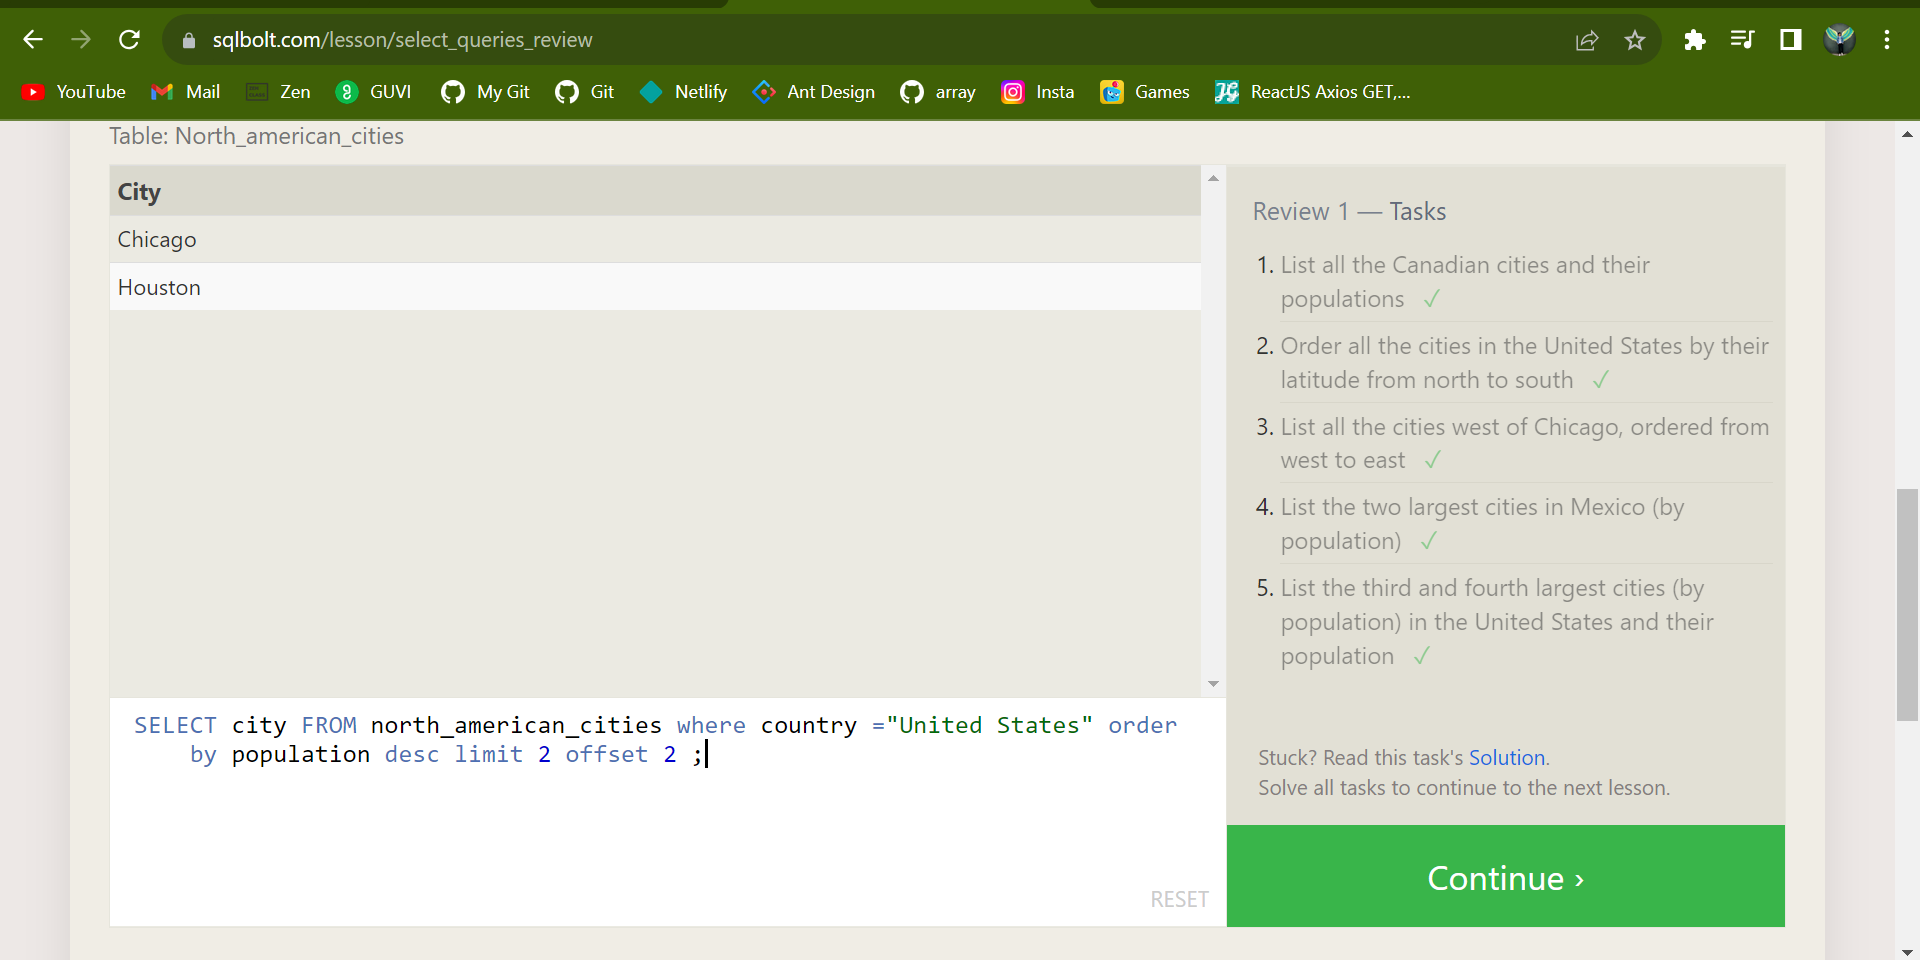 sqlbolt.com/lesson/select_queries_review
YouTube Mail Zen GUVI My Git Git Netlify Ant Design array Insta Games ReactJS Axios GET,...
Table: North_american_cities
City
Chicago
Houston
SELECT city FROM north_american_cities where country ="United States" order
by population desc limit 2 offset 2 ;
RESET
Review 1 — Tasks
1. List all the Canadian cities and their
populations ✓
2. Order all the cities in the United States by their
latitude from north to south ✓
3. List all the cities west of Chicago, ordered from
west to east ✓
4. List the two largest cities in Mexico (by
population) ✓
5. List the third and fourth largest cities (by
population) in the United States and their
population ✓
Stuck? Read this task's Solution.
Solve all tasks to continue to the next lesson.
Continue ›